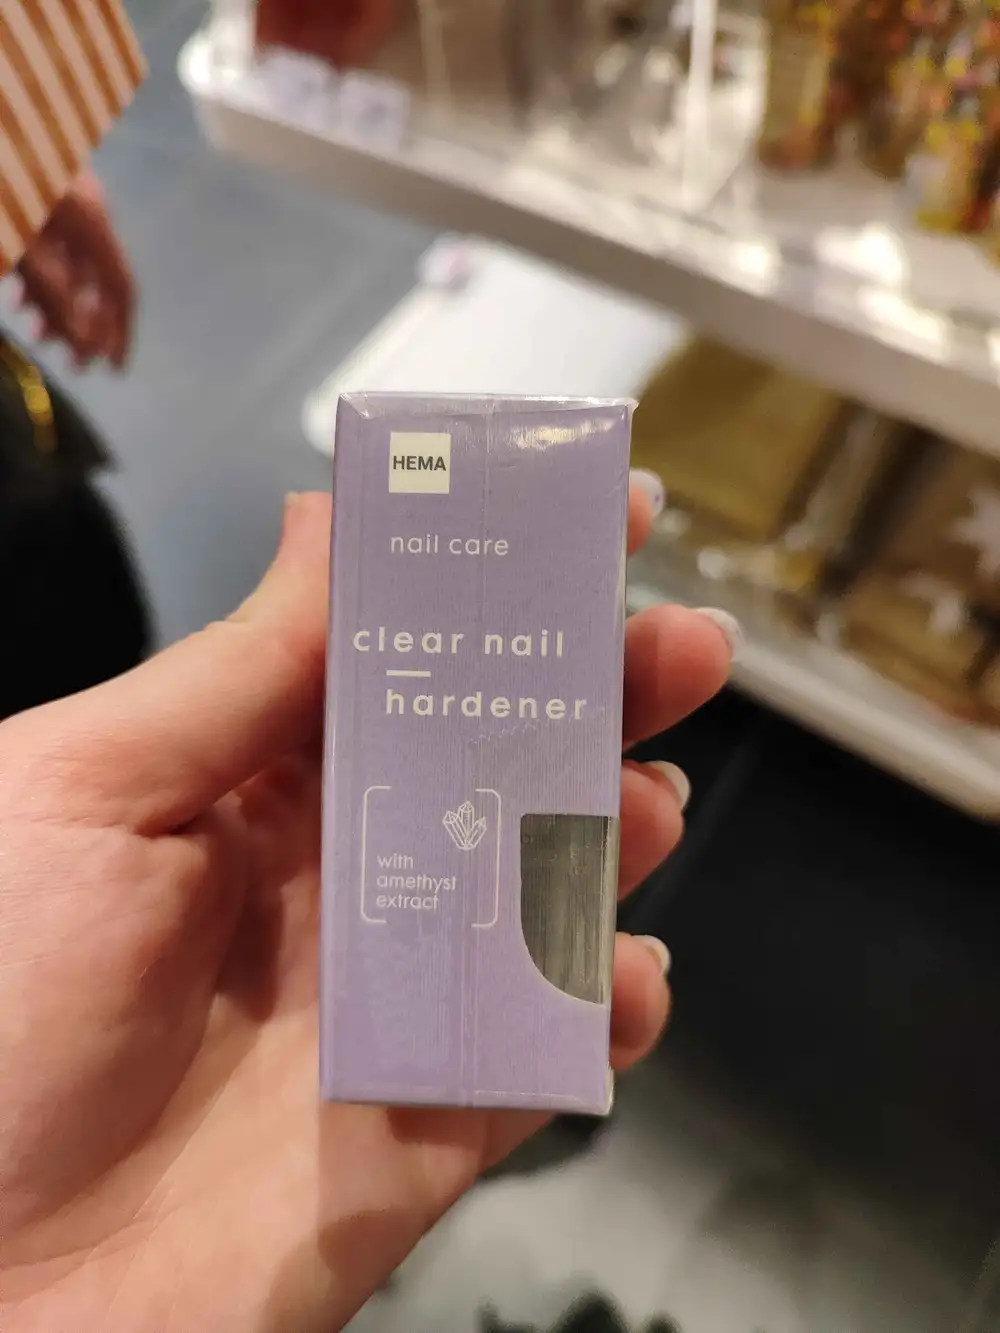 HEMA
nail care
clear nail
hardener
with
amethyst
extract